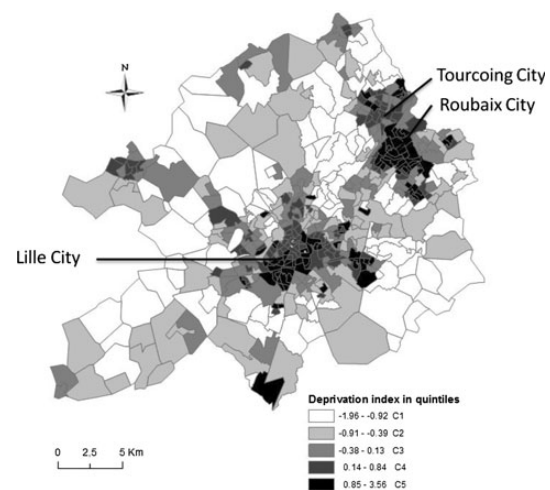 N
Tourcoing City
Roubaix City
Lille City
Deprivation index in quintiles
-1.96 - -0.92 C1
-0.91 - -0.39 C2
-0.38 - 0.13 C3
0.14 - 0.84 C4
0.85 - 3.56 C5
0 2.5 5 Km